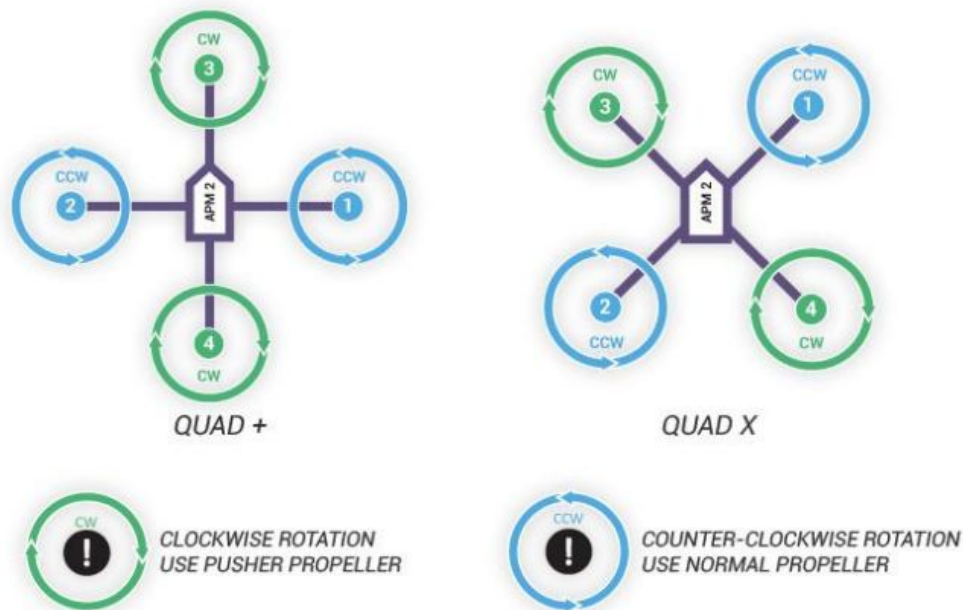 CW
3
CCW
2
APM 2
CCW
1
4
CW
QUAD +
CW
3
CCW
1
APM 2
2
CCW
4
CW
QUAD X
CW
!
CLOCKWISE ROTATION
USE PUSHER PROPELLER
CCW
!
COUNTER-CLOCKWISE ROTATION
USE NORMAL PROPELLER